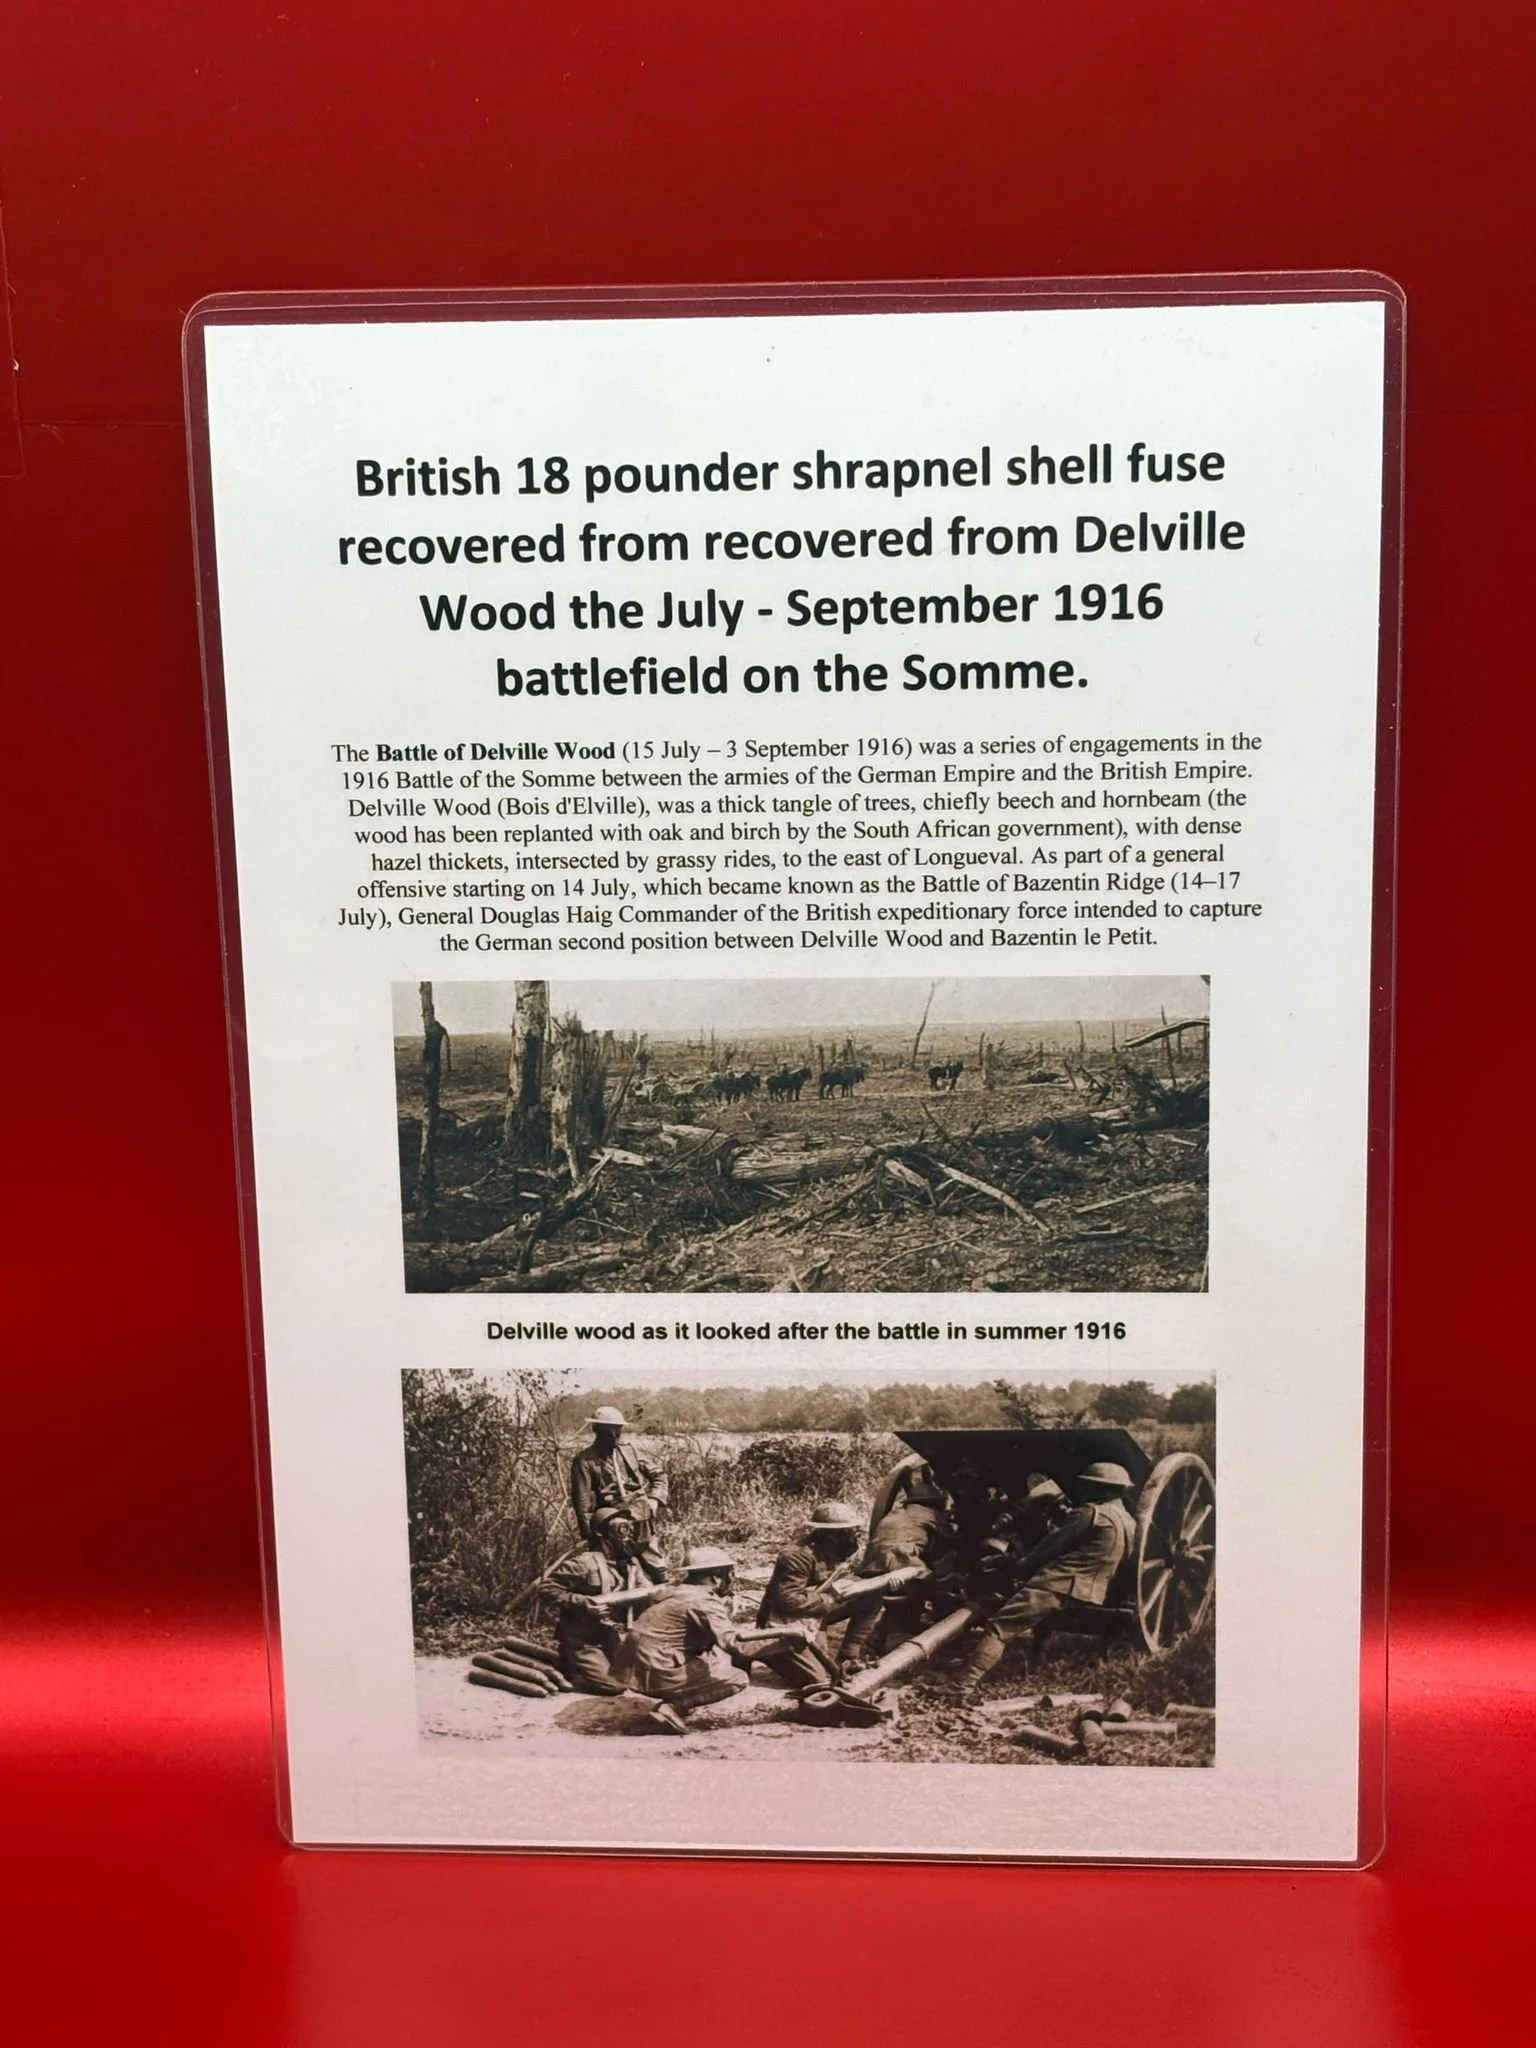 British 18 pounder shrapnel shell fuse
recovered from recovered from Delville
Wood the July - September 1916
battlefield on the Somme.
The Battle of Delville Wood (15 July – 3 September 1916) was a series of engagements in the
1916 Battle of the Somme between the armies of the German Empire and the British Empire.
Delville Wood (Bois d'Elville), was a thick tangle of trees, chiefly beech and hornbeam (the
wood has been replanted with oak and birch by the South African government), with dense
hazel thickets, intersected by grassy rides, to the east of Longueval. As part of a general
offensive starting on 14 July, which became known as the Battle of Bazentin Ridge (14–17
July), General Douglas Haig Commander of the British expeditionary force intended to capture
the German second position between Delville Wood and Bazentin le Petit.
Delville wood as it looked after the battle in summer 1916